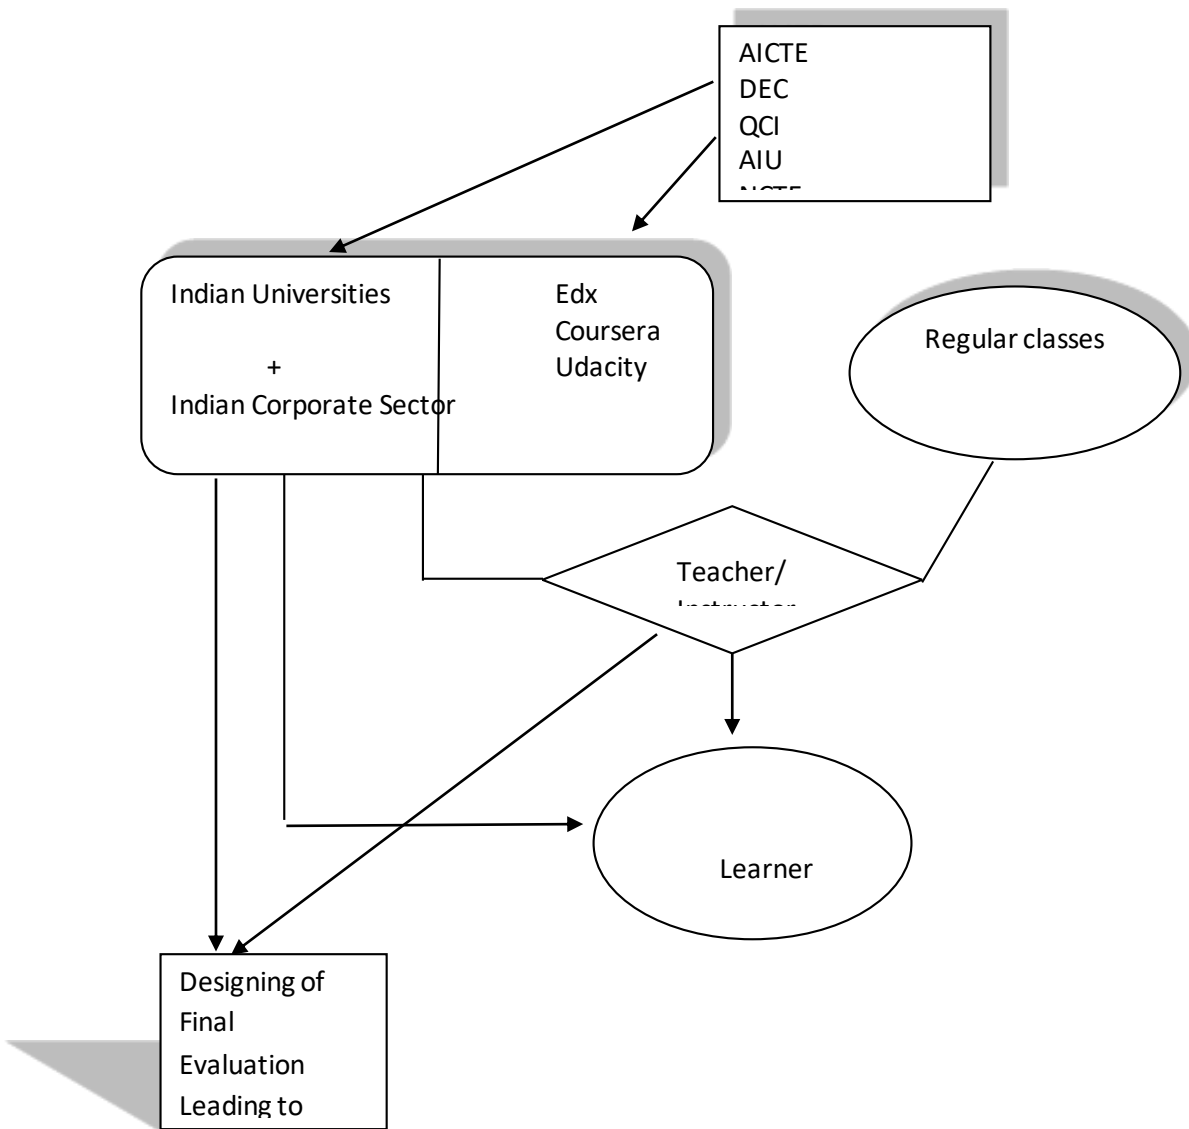 AICTE
DEC
QCI
AIU
Indian Universities
+
Indian Corporate Sector
Edx
Coursera
Udacity
Regular classes
Teacher/
Learner
Designing of
Final
Evaluation
Leading to